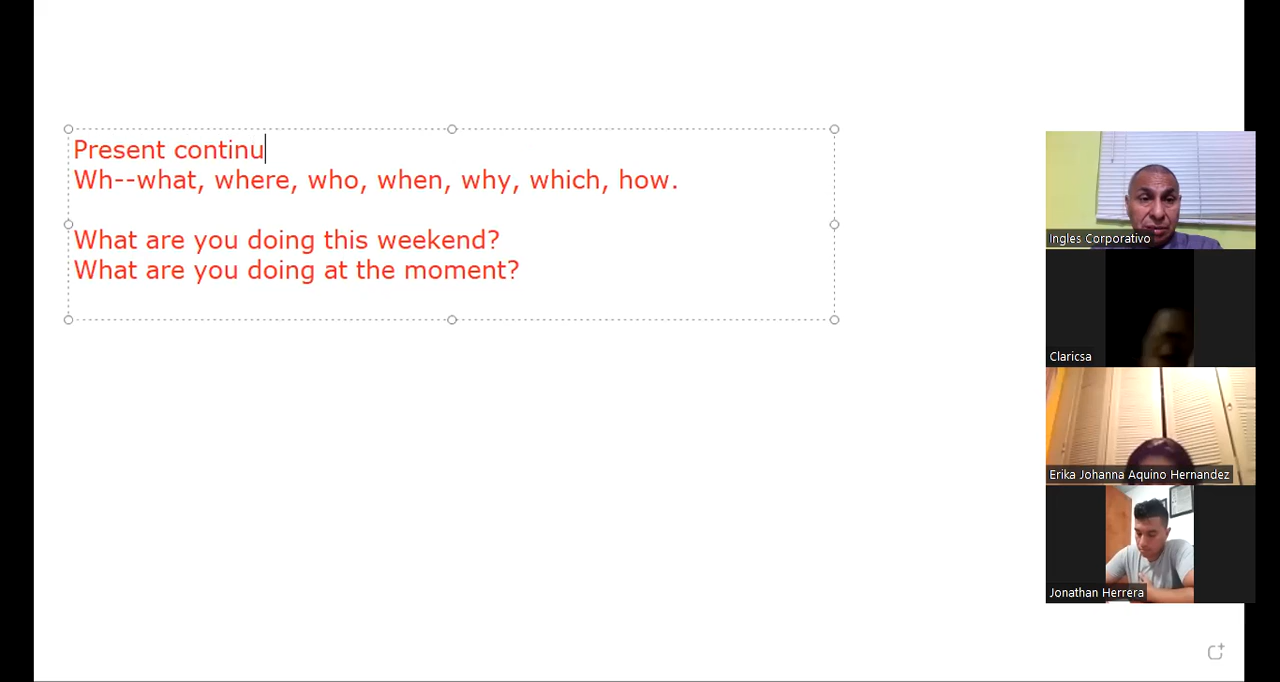 Present continu
Wh--what, where, who, when, why, which, how.
What are you doing this weekend?
What are you doing at the moment?
Ingles Corporativo
Claricsa
Erika Johanna Aquino Hernandez
Jonathan Herrera